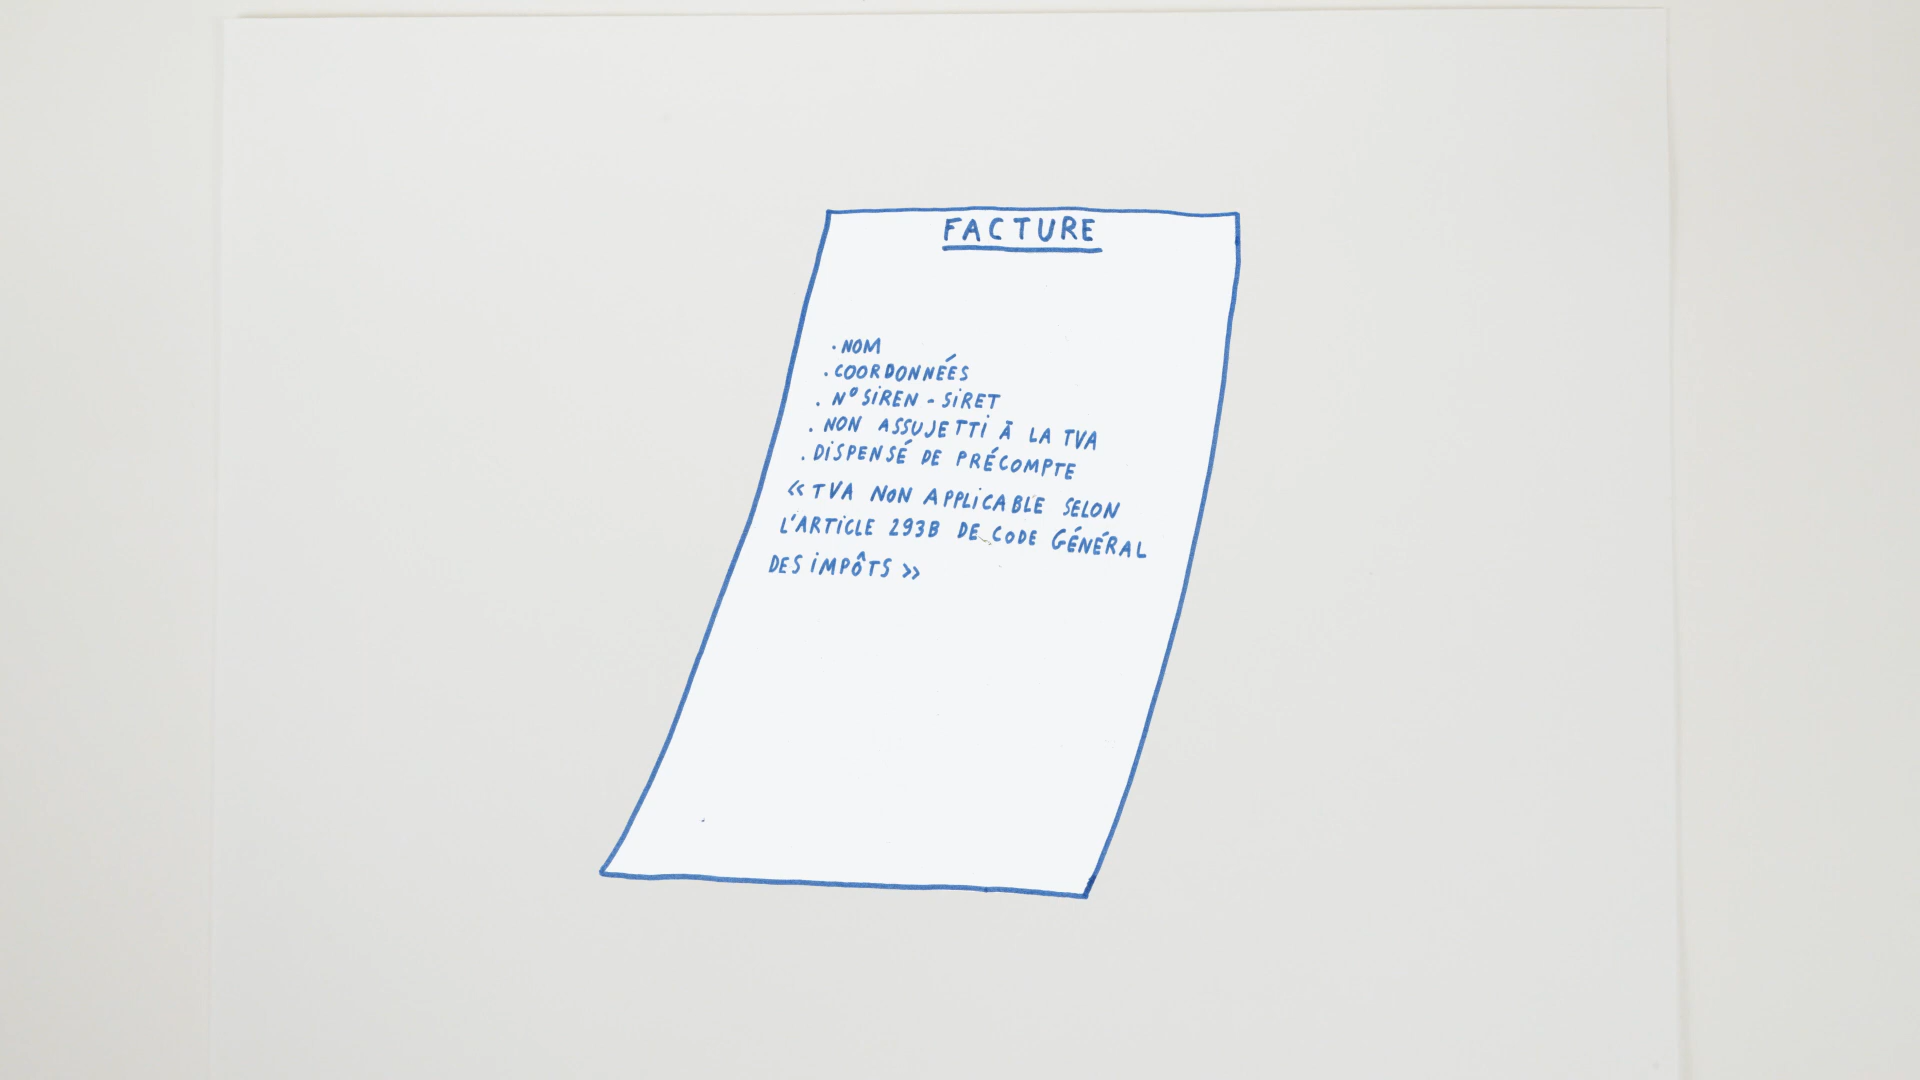 FACTURE
. NOM
. COORDONNÉES
. N° SIREN - SIRET
. NON ASSUJETTI À LA TVA
. DISPENSÉ DE PRÉCOMPTE
« TVA NON APPLICABLE SELON
L'ARTICLE 293B DE CODE GÉNÉRAL
DES IMPÔTS »